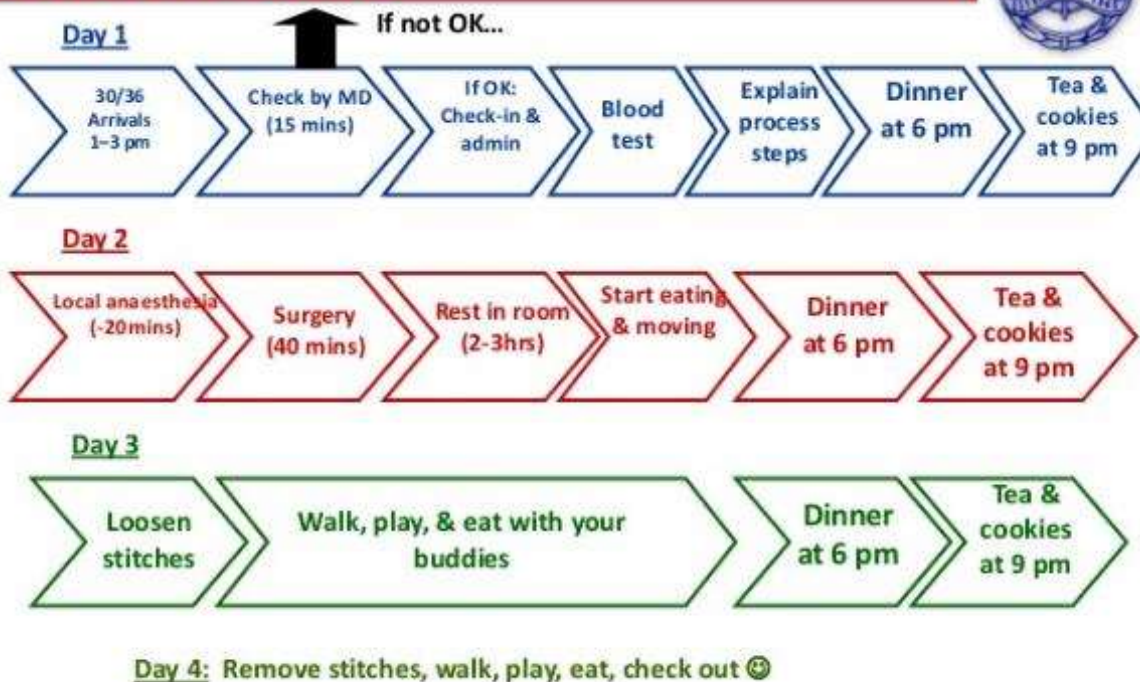 If not OK...
Day 1
30/36
Arrivals
1–3 pm
Check by MD
(15 mins)
If OK:
Check-in &
admin
Blood
test
Explain
process
steps
Dinner
at 6 pm
Tea &
cookies
at 9 pm
Day 2
Local anaesthesia
(-20mins)
Surgery
(40 mins)
Rest in room
(2-3hrs)
Start eating
& moving
Dinner
at 6 pm
Tea &
cookies
at 9 pm
Day 3
Loosen
stitches
Walk, play, & eat with your
buddies
Dinner
at 6 pm
Tea &
cookies
at 9 pm
Day 4: Remove stitches, walk, play, eat, check out ☺